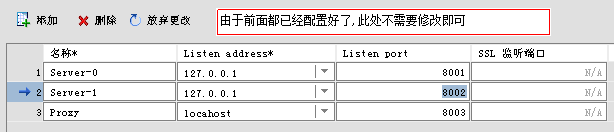 添加 删除 放弃更改 由于前面都已经配置好了,此处不需要修改即可
名称* Listen address* Listen port SSL 监听端口
1 Server-0 127.0.0.1 8001 N/A
2 Server-1 127.0.0.1 8002 N/A
3 Proxy locahost 8003 N/A